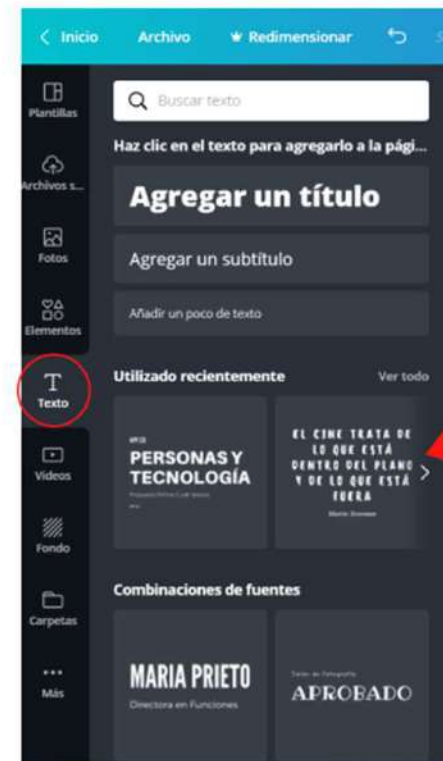 Inicio Archivo Redimensionar
Plantillas
Buscar texto
Haz clic en el texto para agregarlo a la pági...
Archivos s...
Agregar un título
Fotos
Agregar un subtítulo
Elementos
Añadir un poco de texto
Texto
Utilizado recientemente Ver todo
PERSONAS Y
TECNOLOGÍA
EL CINE TRATA DE
LO QUE ESTÁ
DENTRO DEL PLANO
Y DE LO QUE ESTÁ
FUERA
Videos
Fondo
Combinaciones de fuentes
Carpetas
MARIA PRIETO
Directora en Funciones
APROBADO
Más